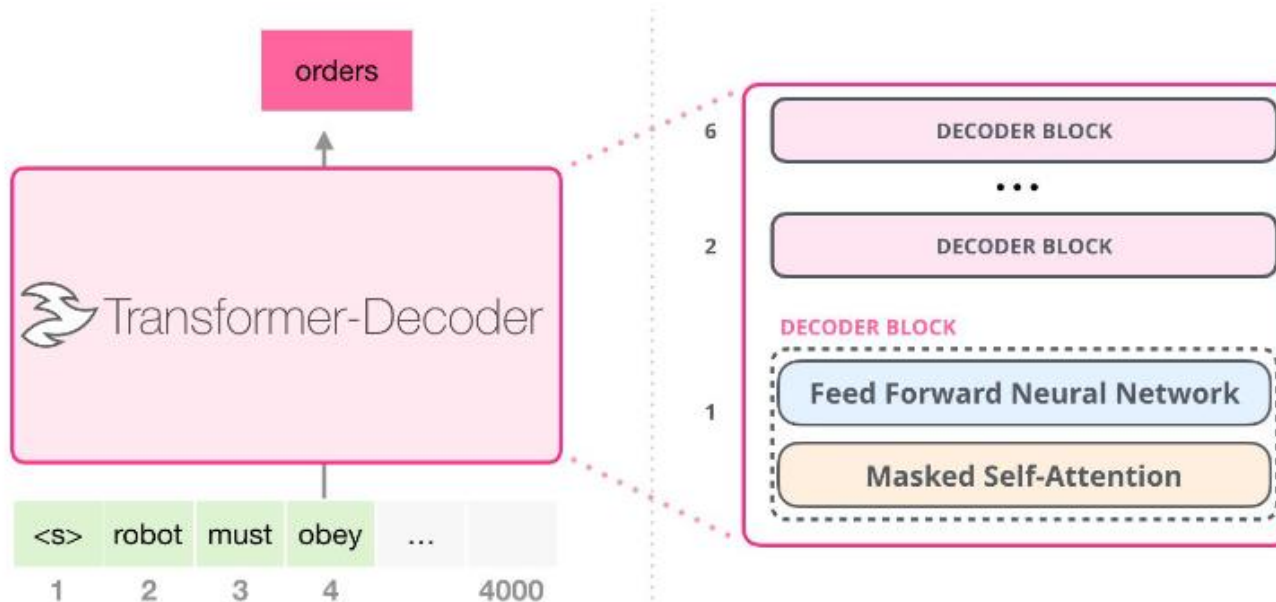 orders
Transformer-Decoder
<s> robot must obey ...
1 2 3 4 4000
6 DECODER BLOCK
...
2 DECODER BLOCK
DECODER BLOCK
1
Feed Forward Neural Network
Masked Self-Attention